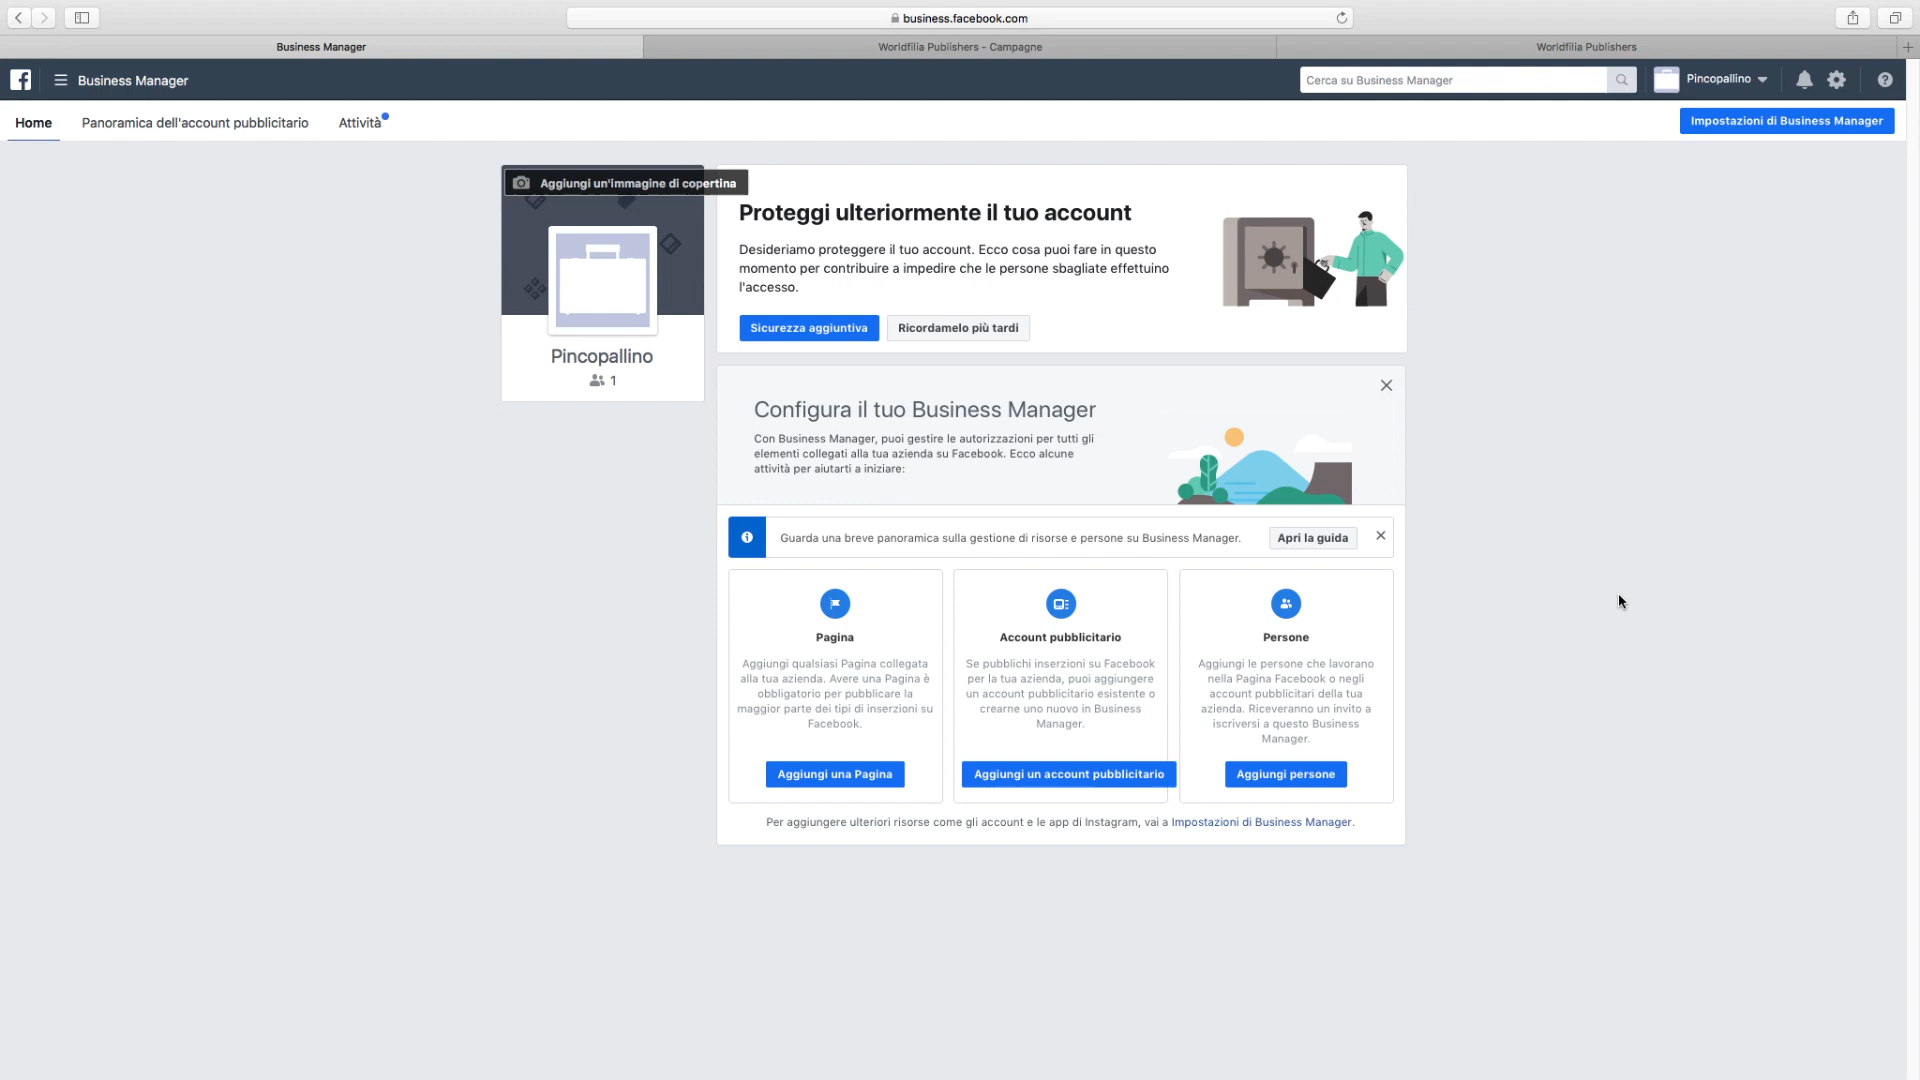 business.facebook.com
Business Manager
Worldfilia Publishers - Campagne
Worldfilia Publishers
Business Manager
Cerca su Business Manager
Pincopallino
Home
Panoramica dell'account pubblicitario
Attività
Impostazioni di Business Manager
Aggiungi un'immagine di copertina
Pincopallino
1
Proteggi ulteriormente il tuo account
Desideriamo proteggere il tuo account. Ecco cosa puoi fare in questo
momento per contribuire a impedire che le persone sbagliate effettuino
l'accesso.
Sicurezza aggiuntiva
Ricordamelo più tardi
Configura il tuo Business Manager
Con Business Manager, puoi gestire le autorizzazioni per tutti gli
elementi collegati alla tua azienda su Facebook. Ecco alcune
attività per aiutarti a iniziare:
Guarda una breve panoramica sulla gestione di risorse e persone su Business Manager.
Apri la guida
Pagina
Aggiungi qualsiasi Pagina collegata
alla tua azienda. Avere una Pagina è
obbligatorio per pubblicare la
maggior parte dei tipi di inserzioni su
Facebook.
Aggiungi una Pagina
Account pubblicitario
Se pubblichi inserzioni su Facebook
per la tua azienda, puoi aggiungere
un account pubblicitario esistente o
crearne uno nuovo in Business
Manager.
Aggiungi un account pubblicitario
Persone
Aggiungi le persone che lavorano
nella Pagina Facebook o negli
account pubblicitari della tua
azienda. Riceveranno un invito a
iscriversi a questo Business
Manager.
Aggiungi persone
Per aggiungere ulteriori risorse come gli account e le app di Instagram, vai a Impostazioni di Business Manager.